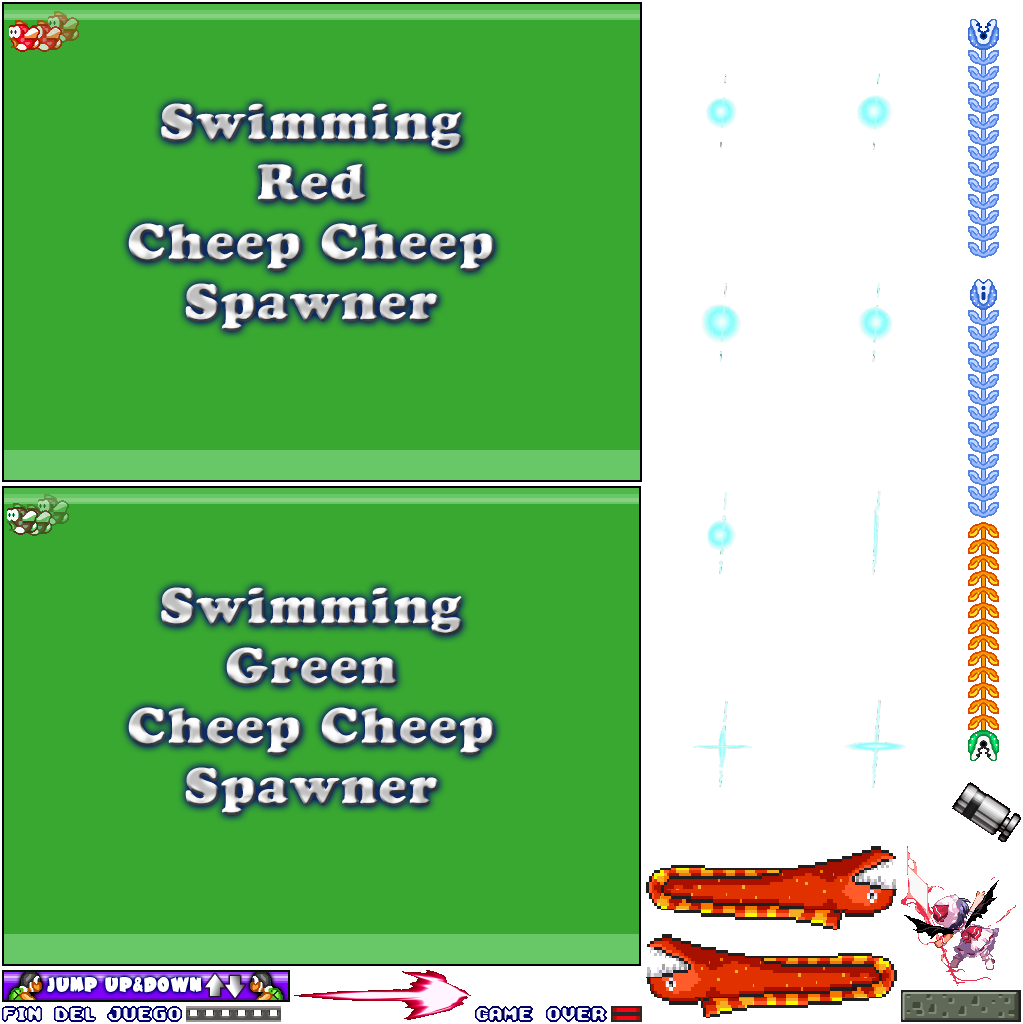 Swimming
Red
Cheep Cheep
Spawner
Swimming
Green
Cheep Cheep
Spawner
JUMP UP&DOWN
FIN DEL JUEGO
GAME OVER